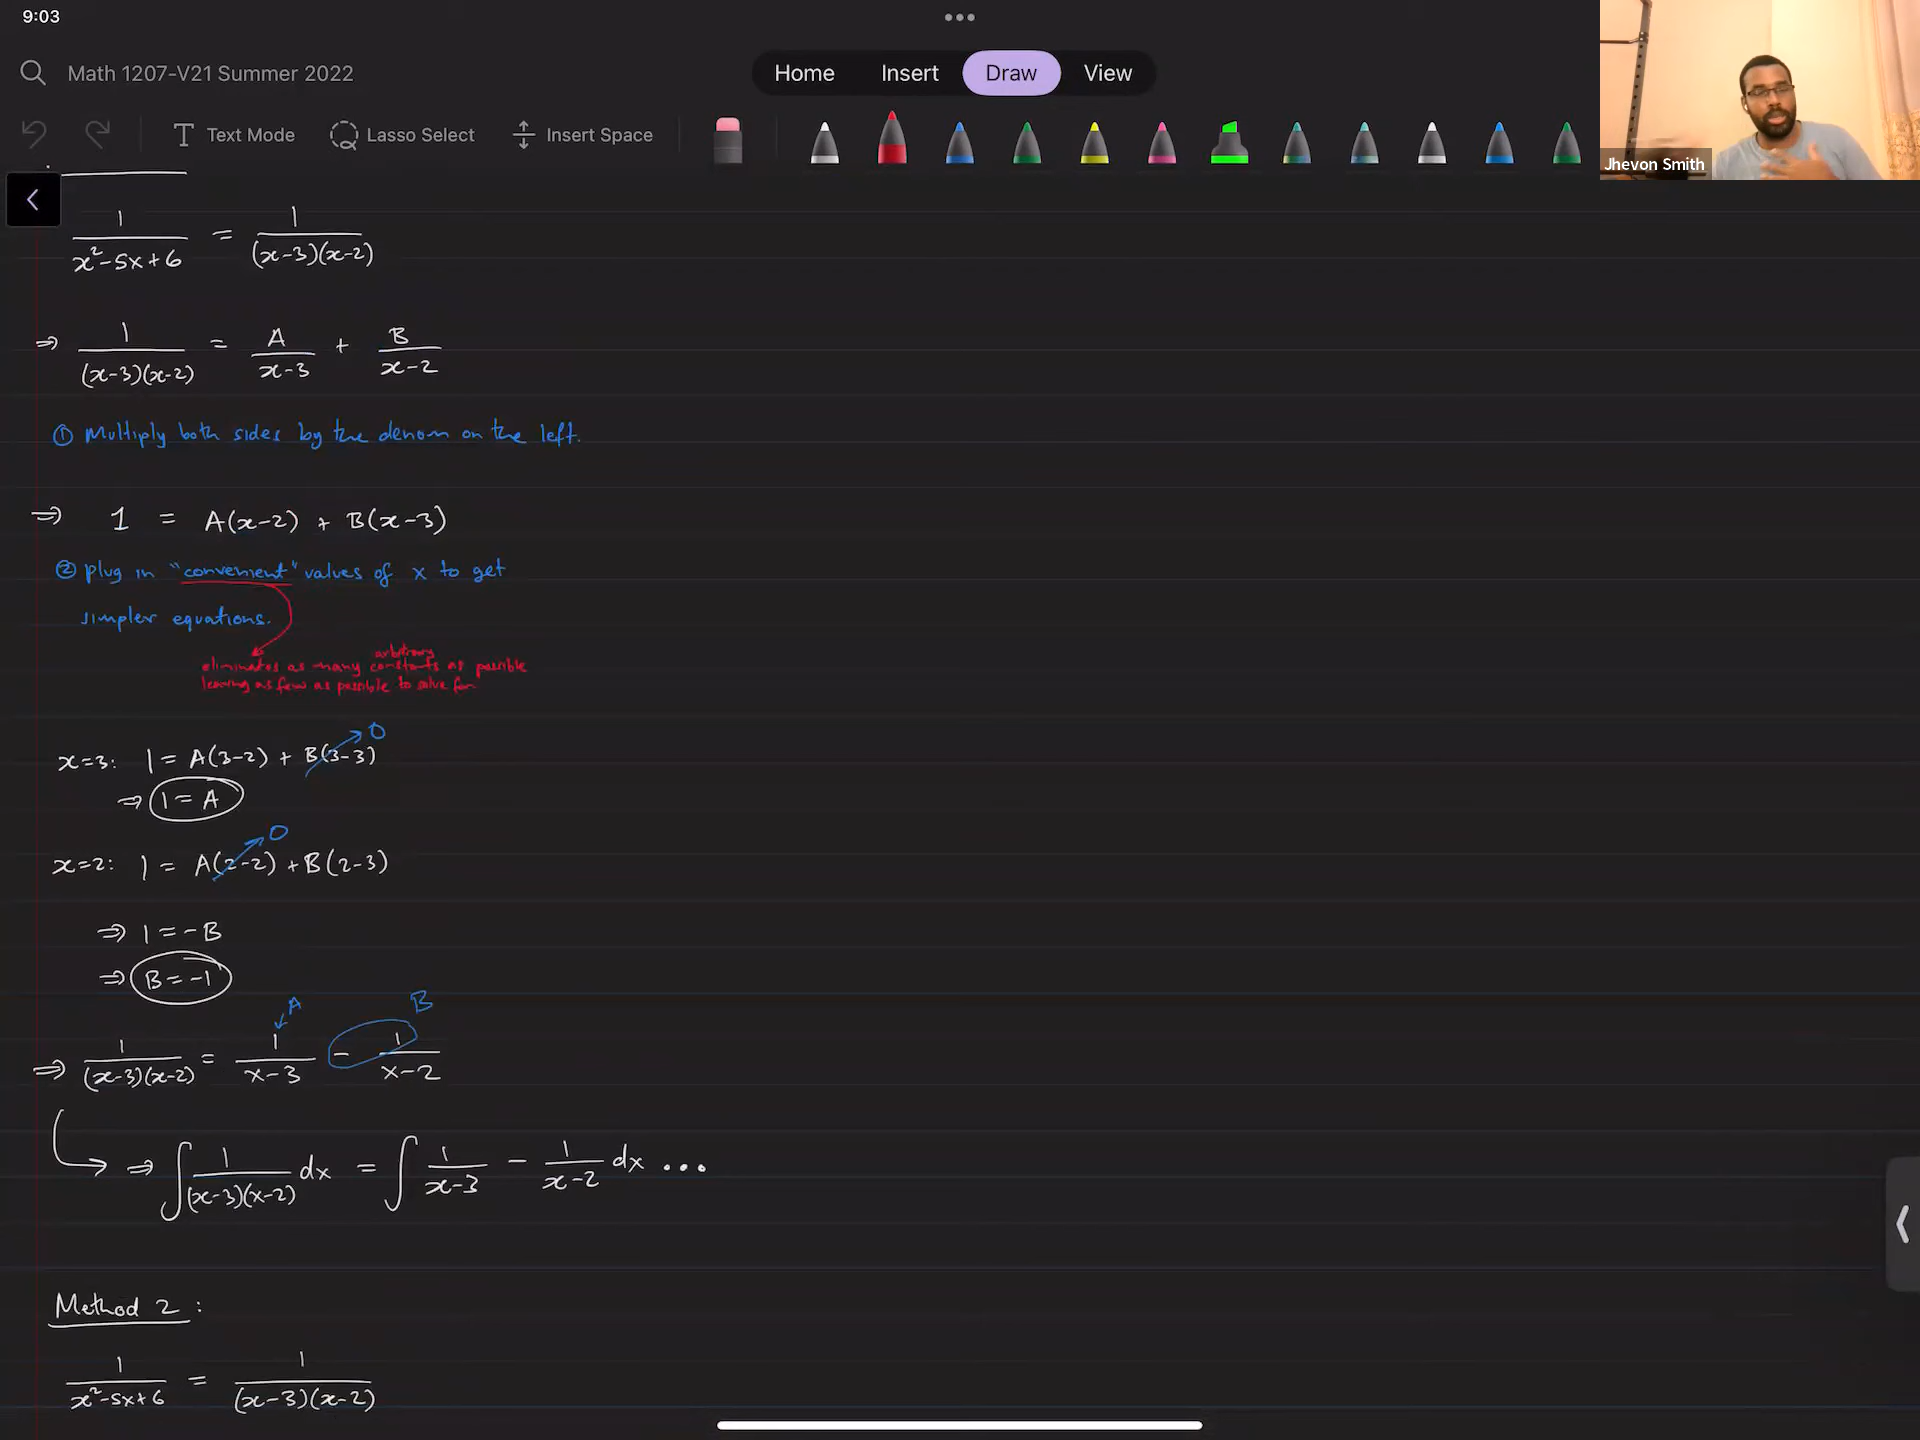 9:03
Math 1207-V21 Summer 2022
Home Insert Draw View
Text Mode Lasso Select Insert Space
Jhevon Smith
1/(x²-5x+6) = 1/((x-3)(x-2))
⇒ 1/((x-3)(x-2)) = A/(x-3) + B/(x-2)
① Multiply both sides by the denom on the left.
⇒ 1 = A(x-2) + B(x-3)
② plug in "convenient" values of x to get
simpler equations.
arbitrary
eliminates as many constants as possible
leaving as few as possible to solve for
0
x=3: 1 = A(3-2) + B(3-3)
⇒ 1 = A
0
x=2: 1 = A(2-2) + B(2-3)
⇒ 1 = -B
⇒ B = -1
A B
⇒ 1/((x-3)(x-2)) = 1/(x-3) - 1/(x-2)
⇒ ∫ 1/((x-3)(x-2)) dx = ∫ 1/(x-3) - 1/(x-2) dx ...
Method 2:
1/(x²-5x+6) = 1/((x-3)(x-2))